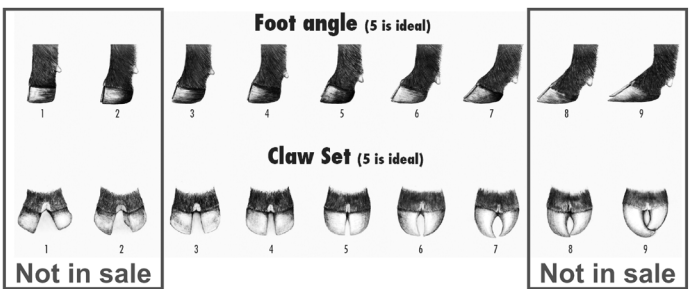 Foot angle (5 is ideal)
1 2 3 4 5 6 7 8 9
Claw Set (5 is ideal)
1 2 3 4 5 6 7 8 9
Not in sale Not in sale